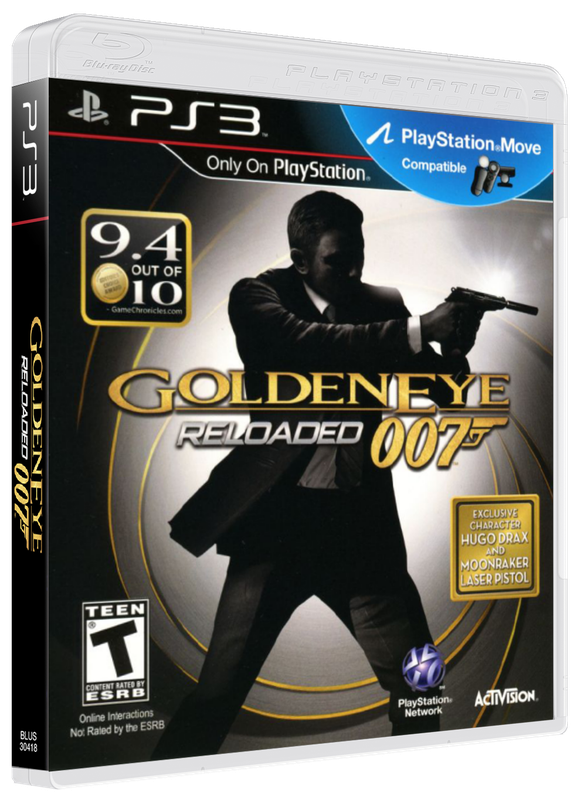 Blu-ray Disc
PLAYSTATION 3
PS3
GOLDENEYE
RELOADED 007
BLUS
30418
PS3™
Only On PlayStation®
PlayStation®Move
Compatible
9.4
OUT OF
10
- GameChronicles.com
GOLDENEYE
RELOADED 007™
EXCLUSIVE
CHARACTER
HUGO DRAX
AND
MOONRAKER
LASER PISTOL
TEEN
T
CONTENT RATED BY
ESRB
Online Interactions
Not Rated by the ESRB
PlayStation®
Network
ACTIVISION.